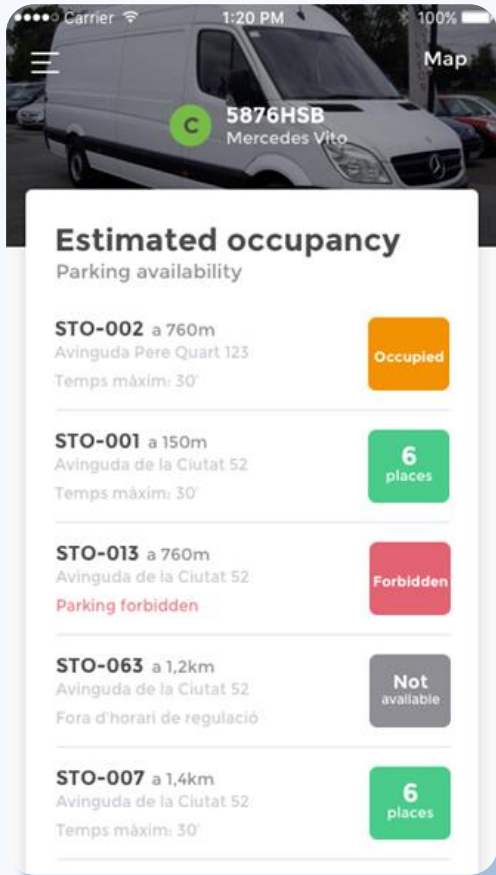 Carrier 1:20 PM 100%
Map
C 5876HSB
Mercedes Vito
Estimated occupancy
Parking availability
STO-002 a 760m
Avinguda Pere Quart 123
Temps màxim: 30'
Occupied
STO-001 a 150m
Avinguda de la Ciutat 52
Temps màxim: 30'
6
places
STO-013 a 760m
Avinguda de la Ciutat 52
Parking forbidden
Forbidden
STO-063 a 1,2km
Avinguda de la Ciutat 52
Fora d'horari de regulació
Not
available
STO-007 a 1,4km
Avinguda de la Ciutat 52
Temps màxim: 30'
6
places